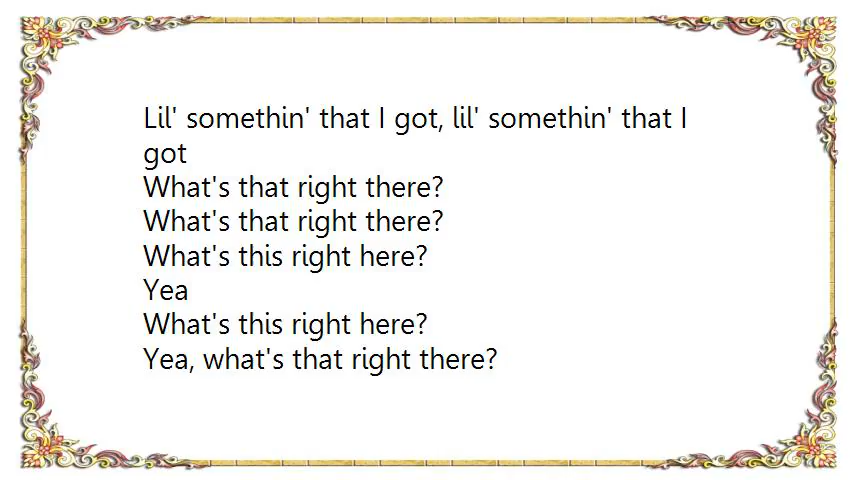 Lil' somethin' that I got, lil' somethin' that I
got
What's that right there?
What's that right there?
What's this right here?
Yea
What's this right here?
Yea, what's that right there?